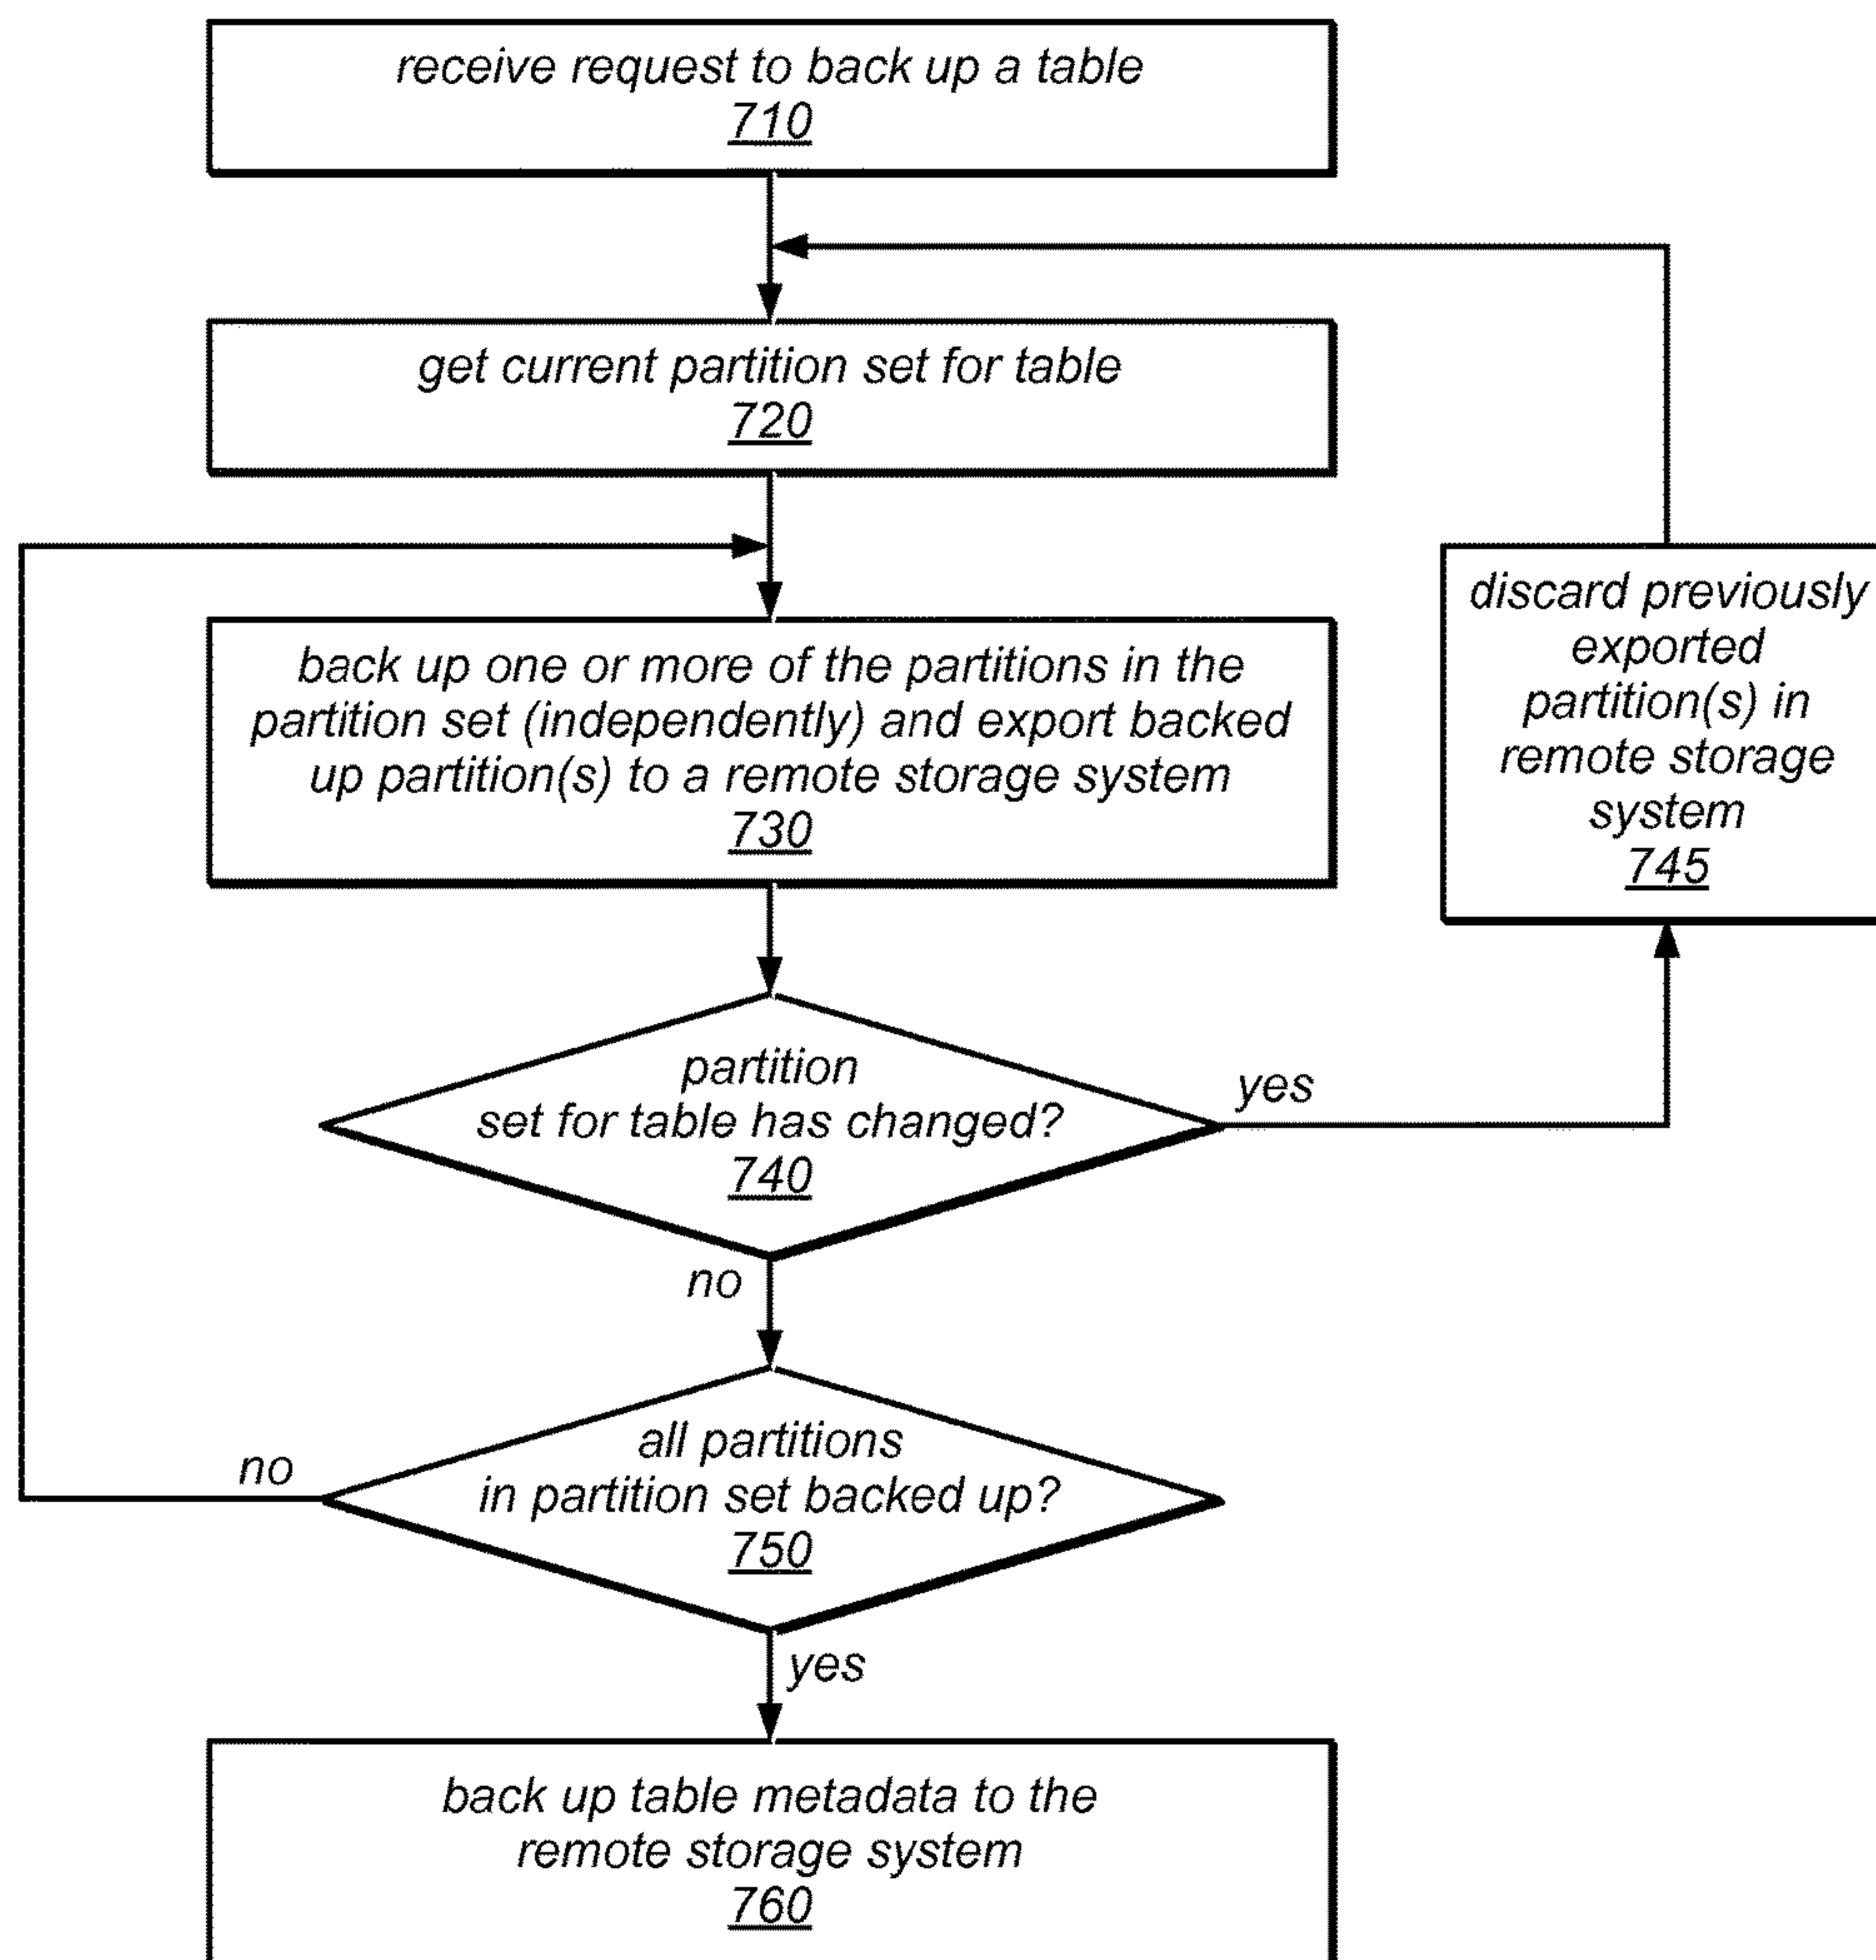 receive request to back up a table
710
get current partition set for table
720
back up one or more of the partitions in the
partition set (independently) and export backed
up partition(s) to a remote storage system
730
discard previously
exported
partition(s) in
remote storage
system
745
partition
set for table has changed?
740
yes
no
all partitions
in partition set backed up?
750
no
yes
back up table metadata to the
remote storage system
760